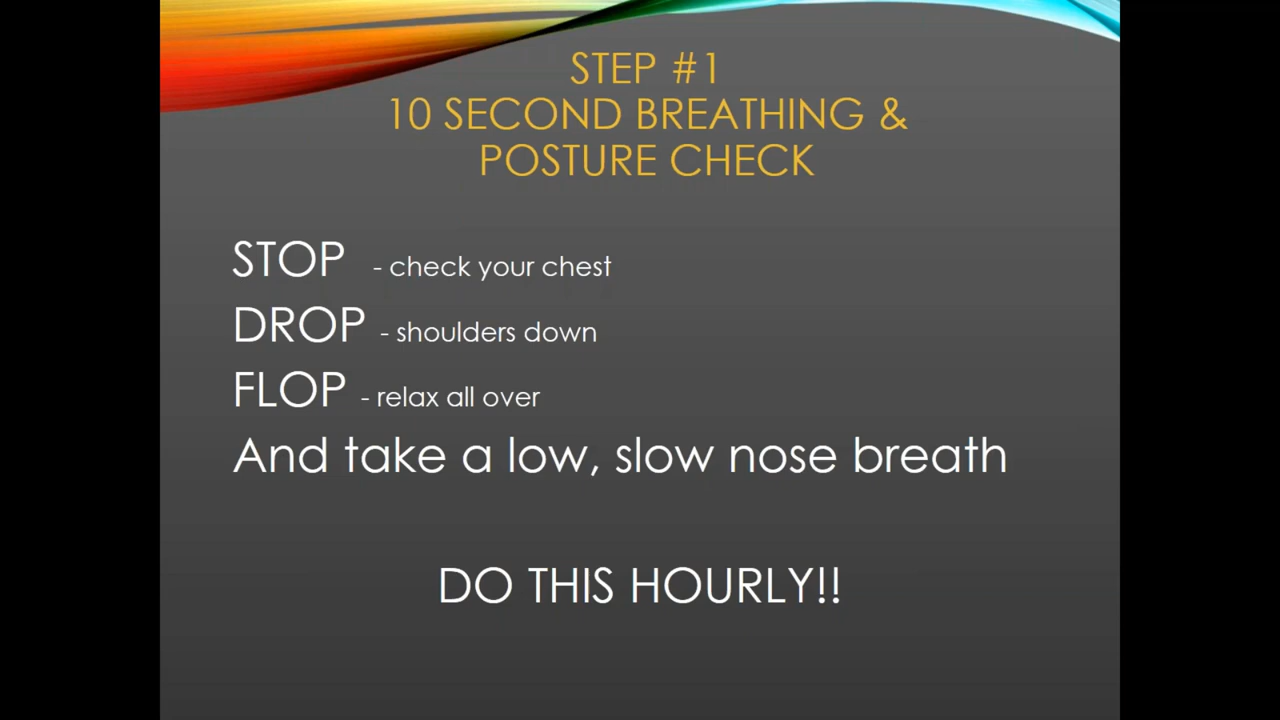 STEP #1
10 SECOND BREATHING &
POSTURE CHECK
STOP - check your chest
DROP - shoulders down
FLOP - relax all over
And take a low, slow nose breath
DO THIS HOURLY!!